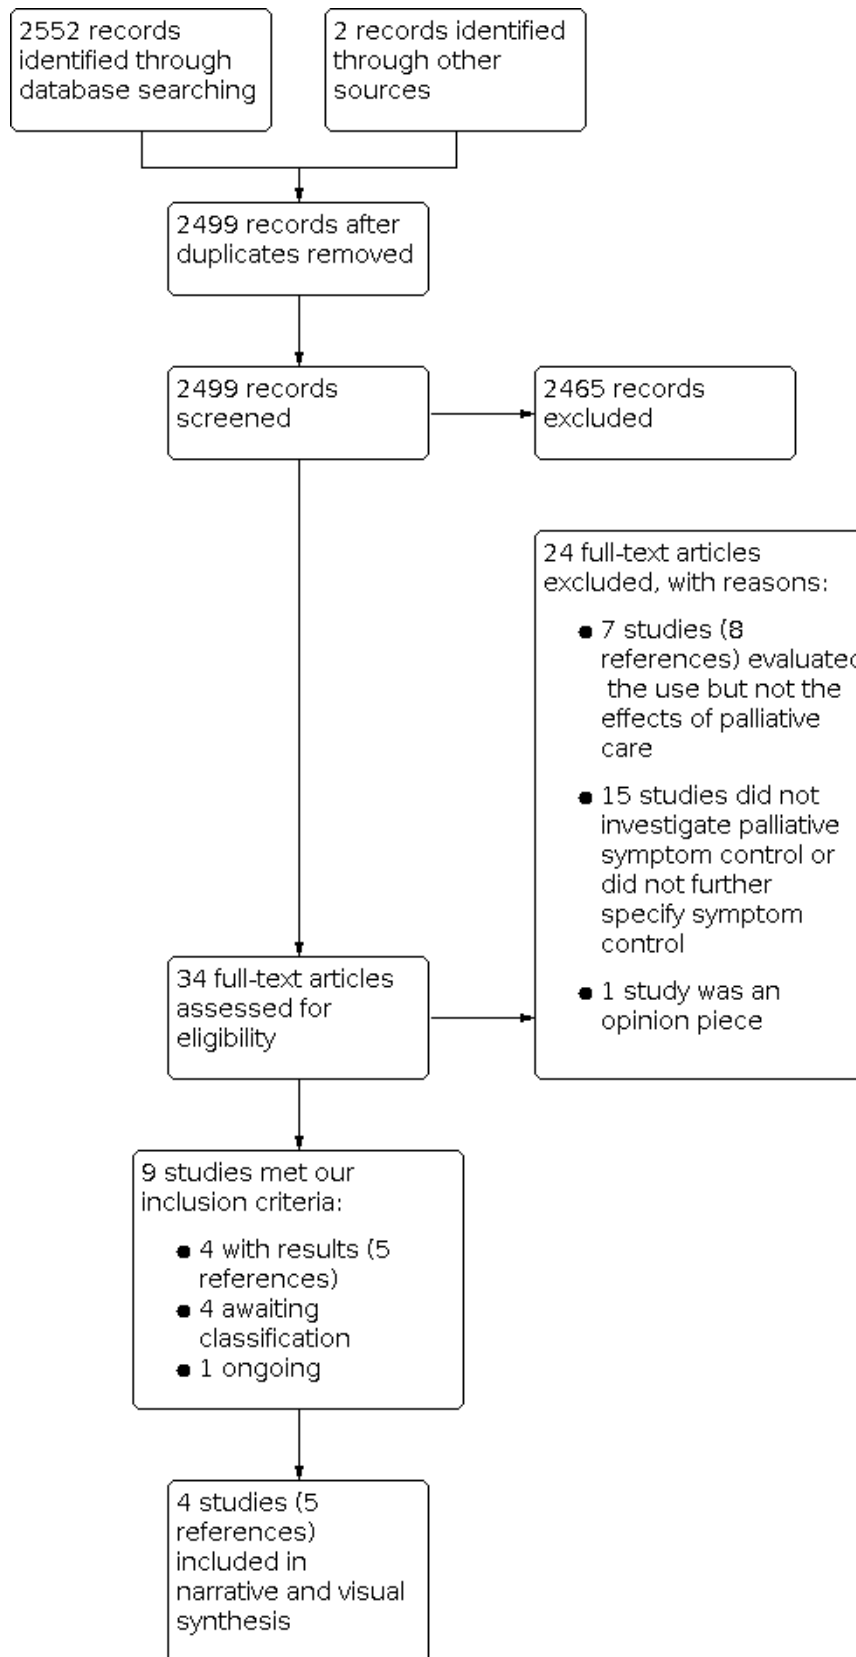 2552 records
identified through
database searching
2 records identified
through other
sources
2499 records after
duplicates removed
2499 records
screened
2465 records
excluded
24 full-text articles
excluded, with reasons:
● 7 studies (8
references) evaluated
the use but not the
effects of palliative
care
● 15 studies did not
investigate palliative
symptom control or
did not further
specify symptom
control
● 1 study was an
opinion piece
34 full-text articles
assessed for
eligibility
9 studies met our
inclusion criteria:
● 4 with results (5
references)
● 4 awaiting
classification
● 1 ongoing
4 studies (5
references)
included in
narrative and visual
synthesis